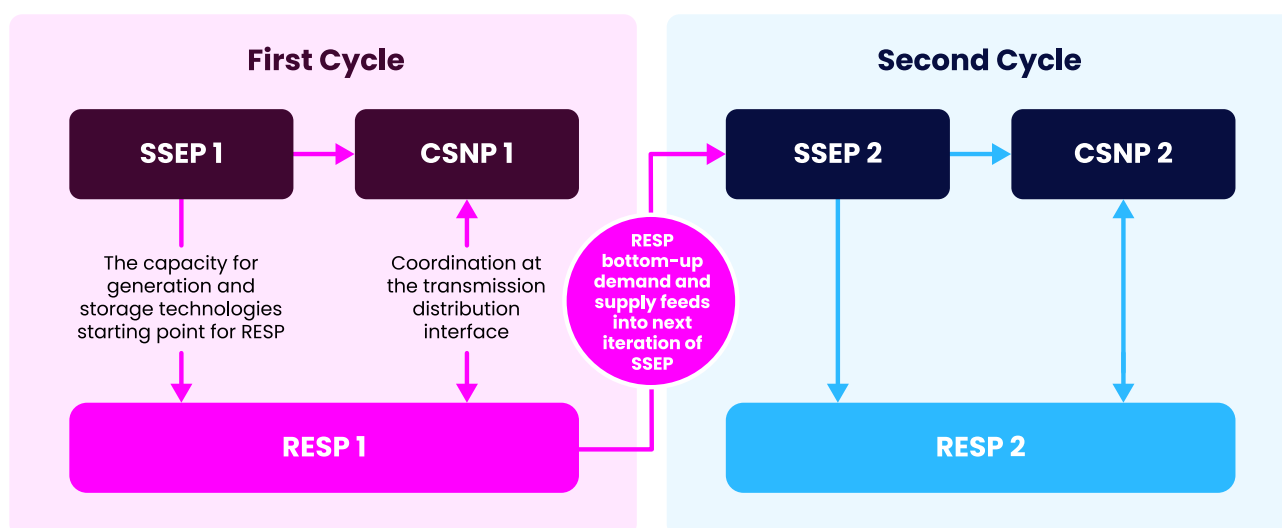 First Cycle
SSEP 1
CSNP 1
The capacity for
generation and
storage technologies
starting point for RESP
Coordination at
the transmission
distribution
interface
RESP 1
RESP
bottom-up
demand and
supply feeds
into next
iteration of
SSEP
Second Cycle
SSEP 2
CSNP 2
RESP 2